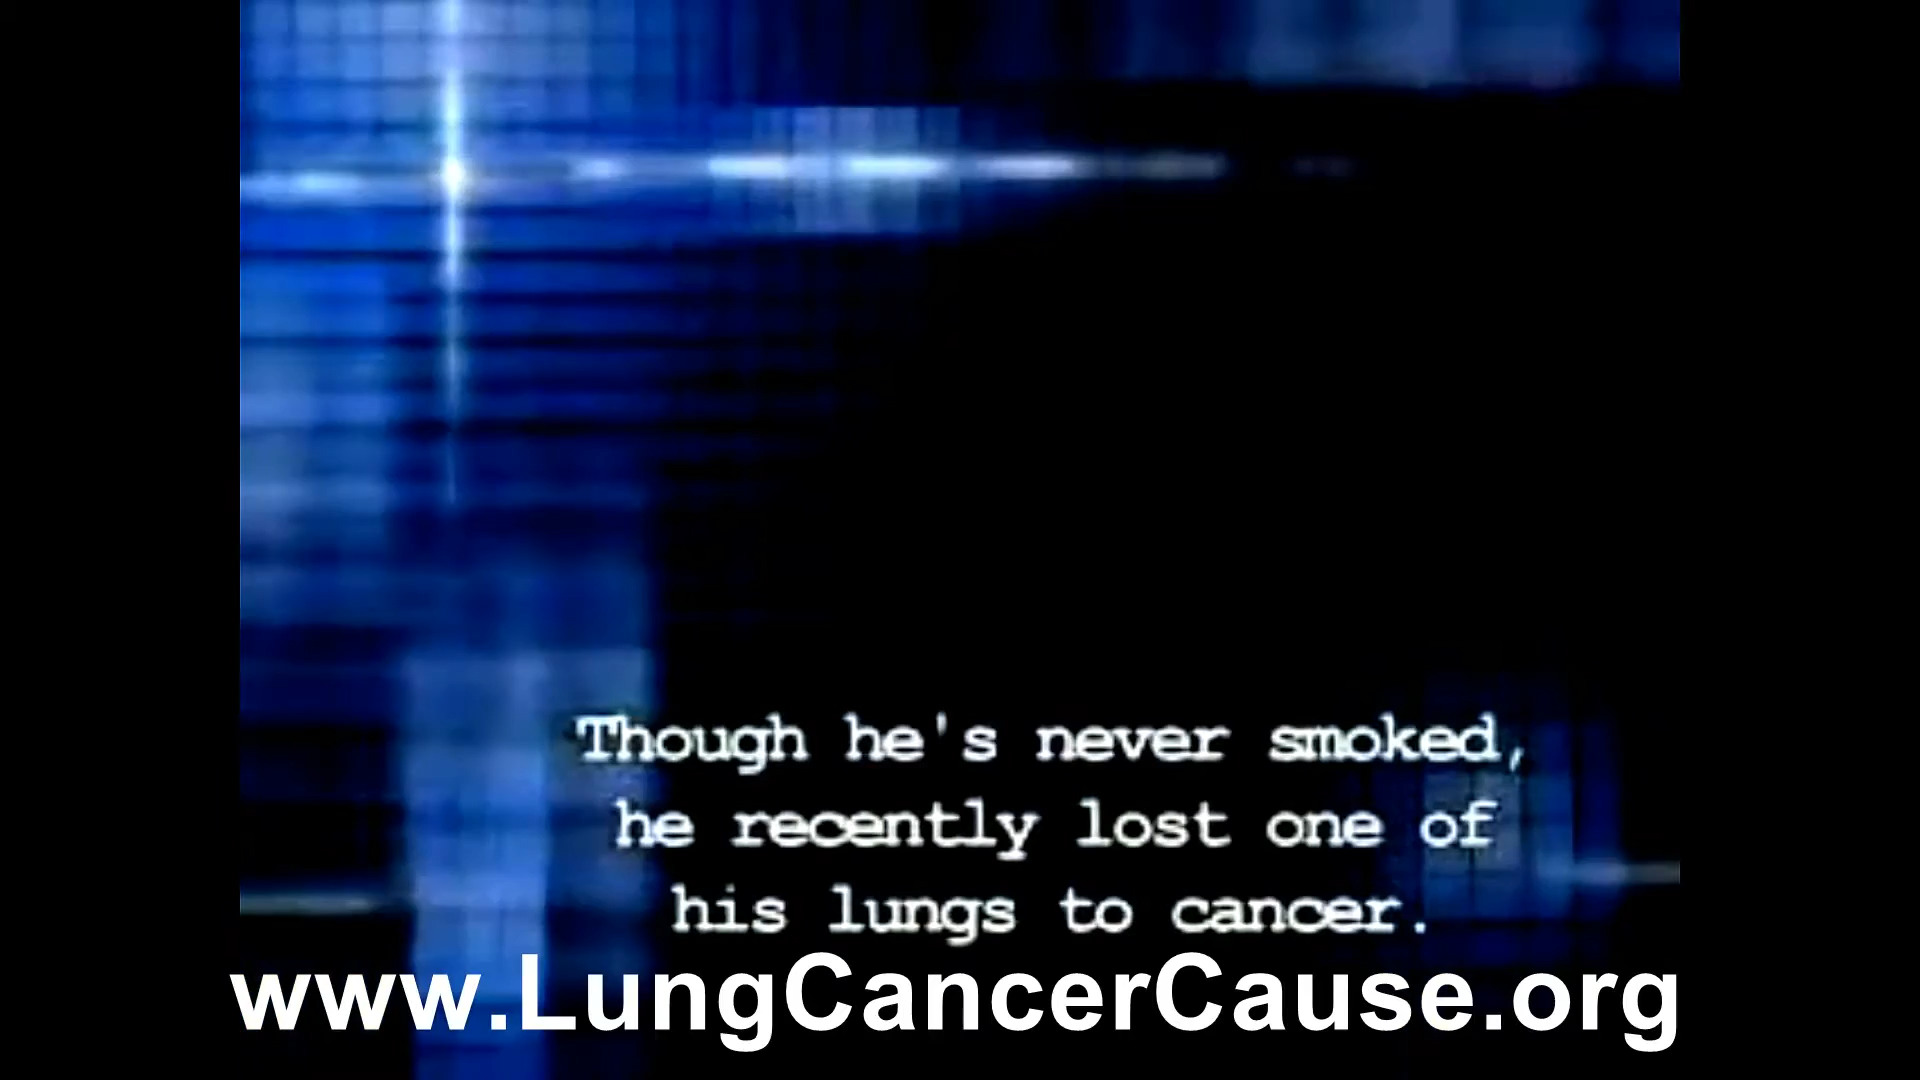 Though he's never smoked,
he recently lost one of
his lungs to cancer.
www.LungCancerCause.org